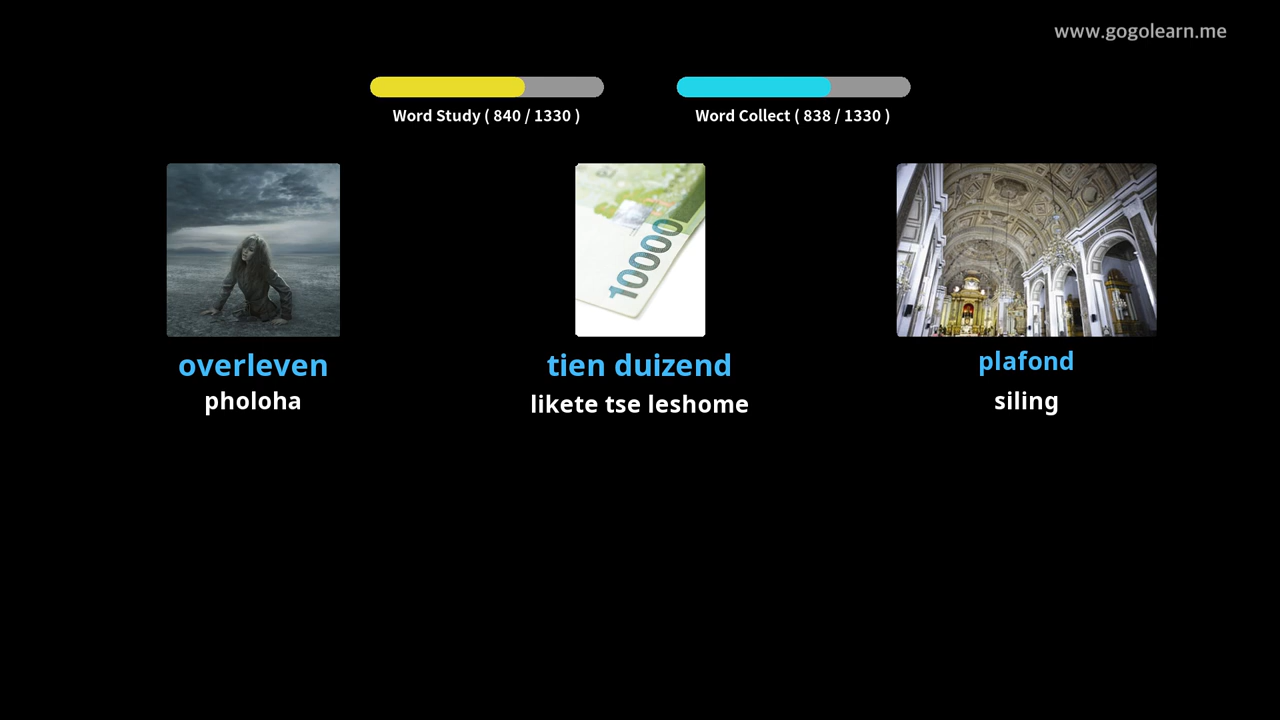 www.gogolearn.me
Word Study ( 840 / 1330 )
Word Collect ( 838 / 1330 )
10000
overleven
tien duizend
plafond
pholoha
likete tse leshome
siling